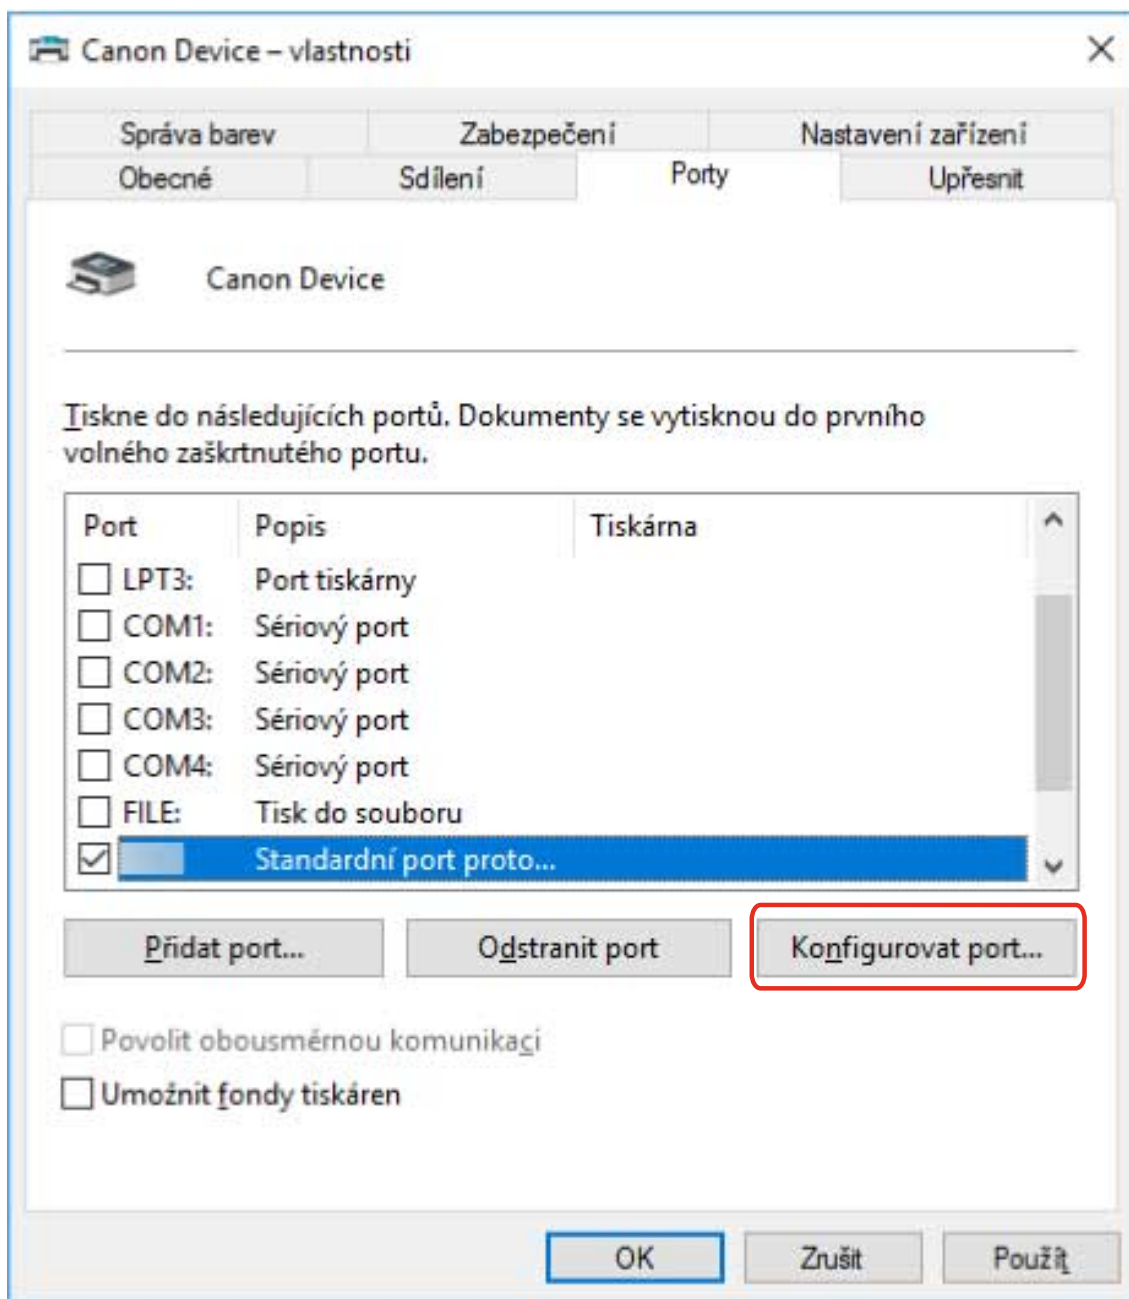 Canon Device – vlastnosti
Správa barev Zabezpečení Nastavení zařízení
Obecné Sdílení Porty Upřesnit
Canon Device
Tiskne do následujících portů. Dokumenty se vytisknou do prvního
volného zaškrtnutého portu.
Port Popis Tiskárna
LPT3: Port tiskárny
COM1: Sériový port
COM2: Sériový port
COM3: Sériový port
COM4: Sériový port
FILE: Tisk do souboru
Standardní port proto...
Přidat port... Odstranit port Konfigurovat port...
Povolit obousměrnou komunikaci
Umožnit fondy tiskáren
OK Zrušit Použít